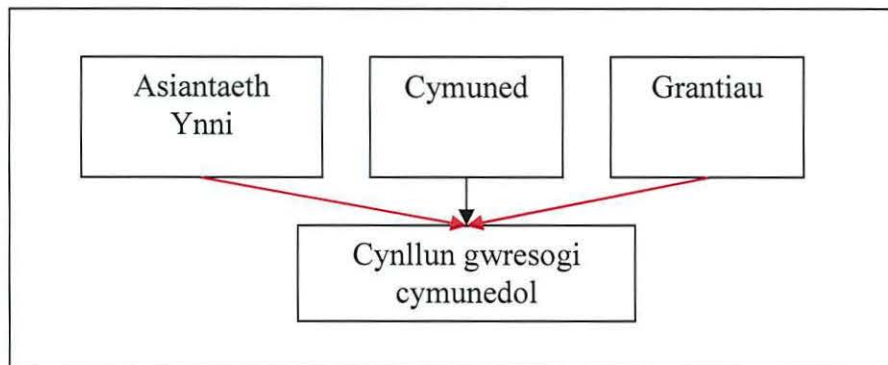 Asiantaeth
Ynni
Cymuned
Grantiau
Cynllun gwresogi
cymunedol